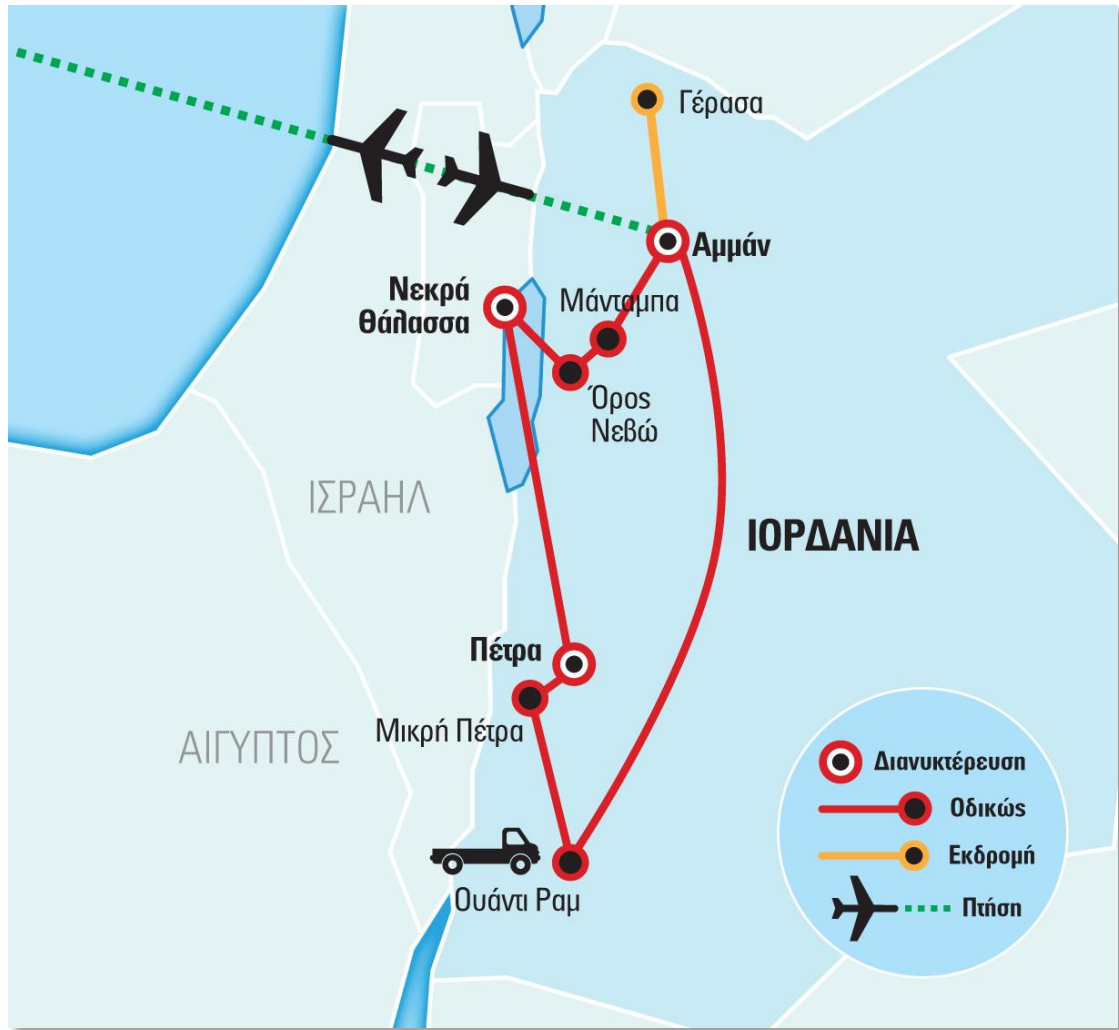 Γέρασα
Αμμάν
Νεκρά
θάλασσα
Μάνταμπα
Όρος
Νεβώ
ΙΣΡΑΗΛ
ΙΟΡΔΑΝΙΑ
Πέτρα
Μικρή Πέτρα
ΑΙΓΥΠΤΟΣ
Ουάντι Ραμ
Διανυκτέρευση
Οδικώς
Εκδρομή
Πτήση